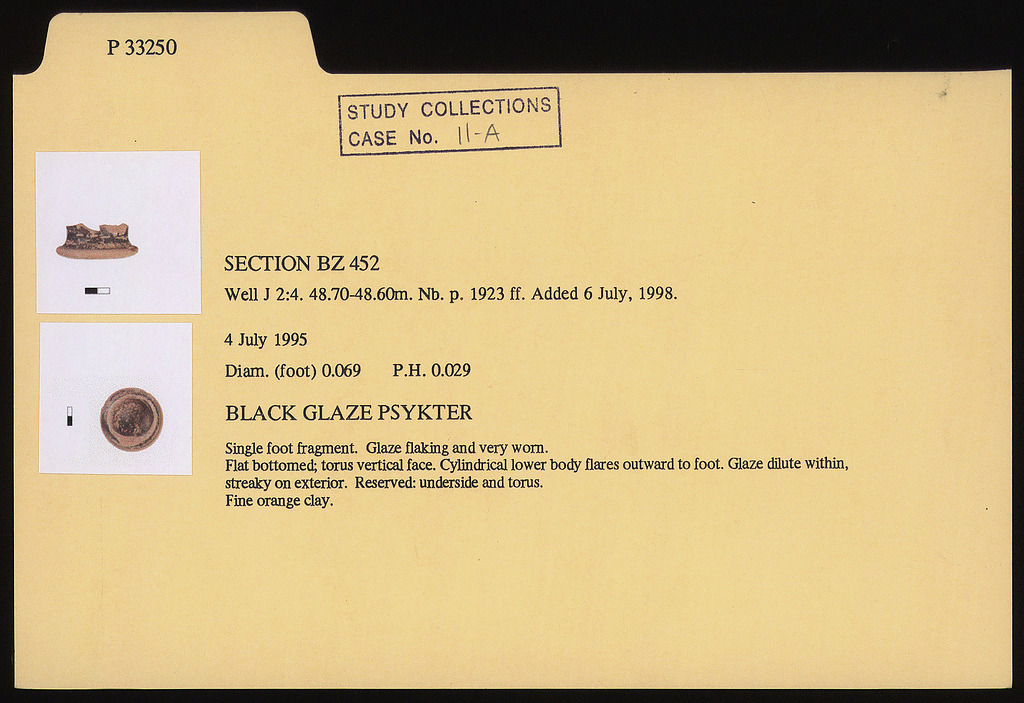 P 33250
STUDY COLLECTIONS
CASE No. 11-A
SECTION BZ 452
Well J 2:4. 48.70-48.60m. Nb. p. 1923 ff. Added 6 July, 1998.
4 July 1995
Diam. (foot) 0.069 P.H. 0.029
BLACK GLAZE PSYKTER
Single foot fragment. Glaze flaking and very worn.
Flat bottomed; torus vertical face. Cylindrical lower body flares outward to foot. Glaze dilute within,
streaky on exterior. Reserved: underside and torus.
Fine orange clay.